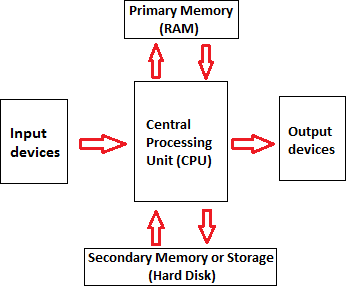 Primary Memory
(RAM)
Input
devices
Central
Processing
Unit (CPU)
Output
devices
Secondary Memory or Storage
(Hard Disk)